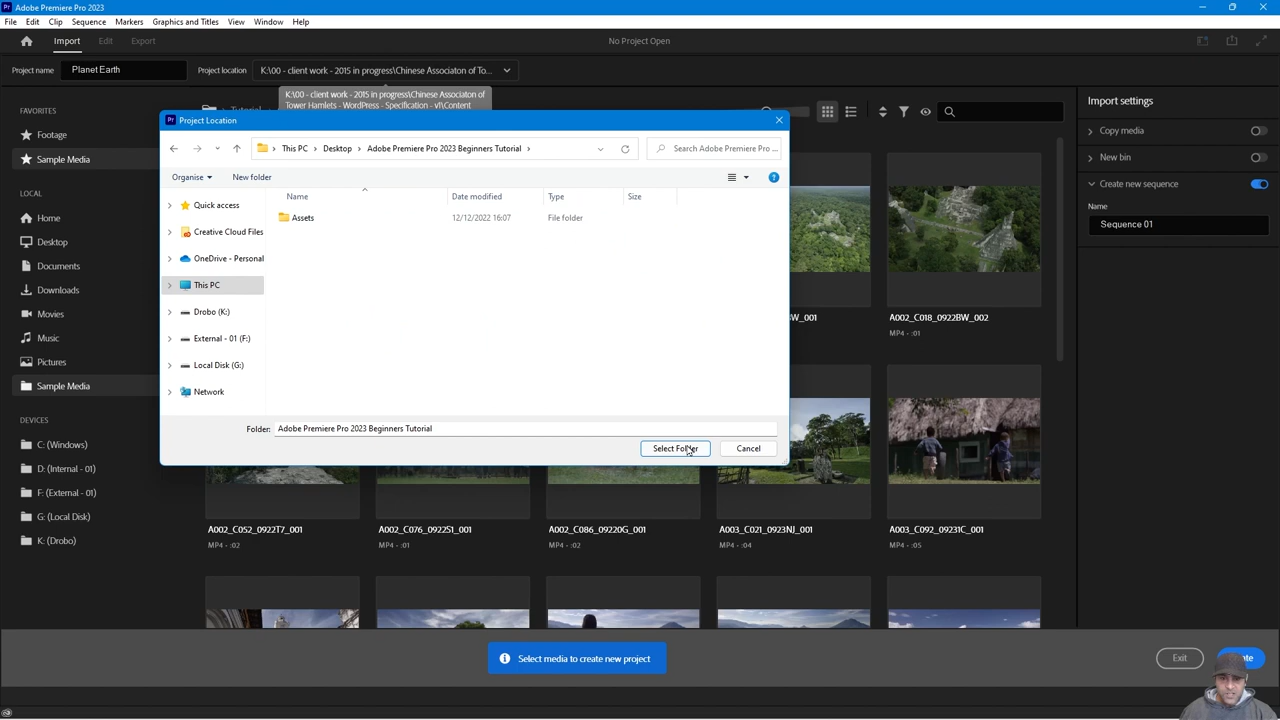 Adobe Premiere Pro 2023
File Edit Clip Sequence Markers Graphics and Titles View Window Help
Import Edit Export No Project Open
Project name Planet Earth Project location K:\00 - client work - 2015 in progress\Chinese Associaton of To...
K:\00 - client work - 2015 in progress\Chinese Associaton of
Tower Hamlets - WordPress - Specification - v1\Content
Project Location
This PC > Desktop > Adobe Premiere Pro 2023 Beginners Tutorial >
Search Adobe Premiere Pro ...
Organise New folder
Name Date modified Type Size
Assets 12/12/2022 16:07 File folder
Quick access
Creative Cloud Files
OneDrive - Personal
This PC
Drobo (K:)
External - 01 (F:)
Local Disk (G:)
Network
Folder: Adobe Premiere Pro 2023 Beginners Tutorial
Select Folder Cancel
FAVORITES
Footage
Sample Media
LOCAL
Home
Desktop
Documents
Downloads
Movies
Music
Pictures
Sample Media
DEVICES
C: (Windows)
D: (Internal - 01)
F: (External - 01)
G: (Local Disk)
K: (Drobo)
A002_C018_0922BW_002
MP4 - :01
A002_C052_0922T7_001
MP4 - :02
A002_C076_0922S1_001
MP4 - :01
A002_C086_09220G_001
MP4 - :02
A003_C021_0923NJ_001
MP4 - :04
A003_C092_09231C_001
MP4 - :05
Import settings
Copy media
New bin
Create new sequence
Name
Sequence 01
Select media to create new project
Exit